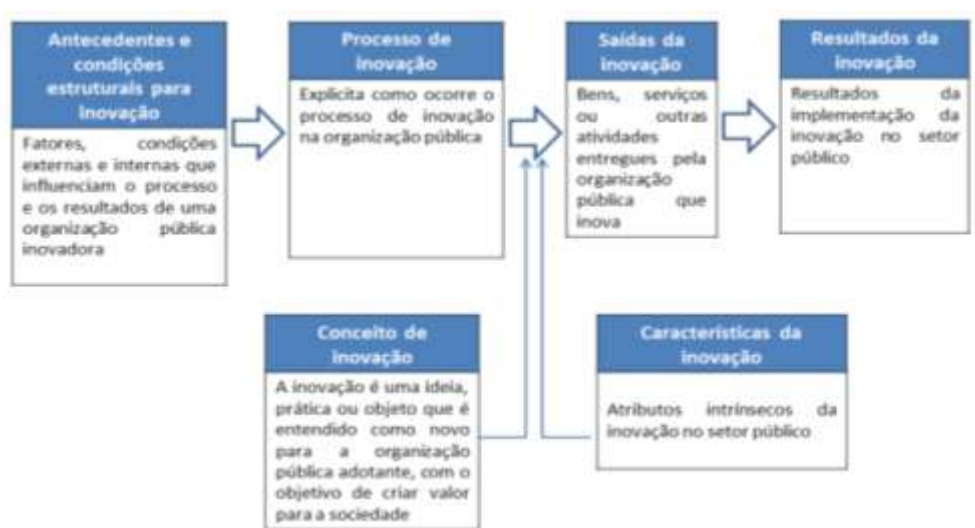 Antecedentes e
condições
estruturais para
inovação
Fatores, condições
externas e internas que
influenciam o processo
e os resultados de uma
organização pública
inovadora
Processo de
inovação
Explicita como ocorre o
processo de inovação
na organização pública
Saídas da
inovação
Bens, serviços
ou outras
atividades
entregues pela
organização
pública que
inova
Resultados da
inovação
Resultados da
implementação da
inovação no setor
público
Conceito de
inovação
A inovação é uma ideia,
prática ou objeto que é
entendido como novo
para a organização
pública adotante, com o
objetivo de criar valor
para a sociedade
Características da
inovação
Atributos intrínsecos da
inovação no setor público